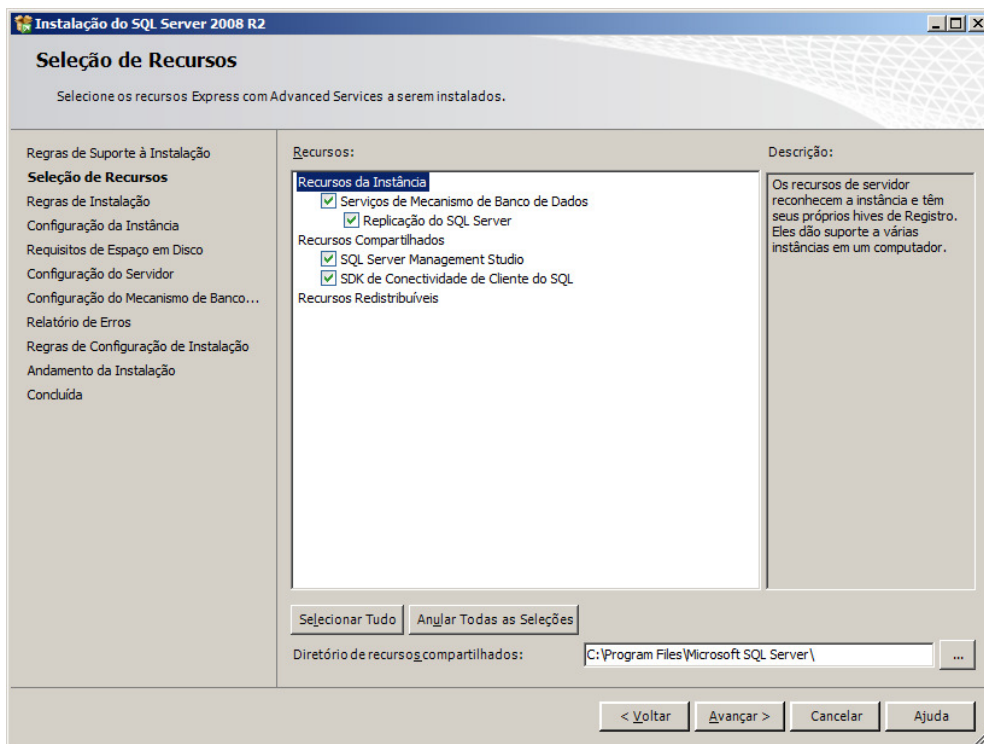 Instalação do SQL Server 2008 R2
Seleção de Recursos
Selecione os recursos Express com Advanced Services a serem instalados.
Regras de Suporte à Instalação
Seleção de Recursos
Regras de Instalação
Configuração da Instância
Requisitos de Espaço em Disco
Configuração do Servidor
Configuração do Mecanismo de Banco...
Relatório de Erros
Regras de Configuração de Instalação
Andamento da Instalação
Concluída
Recursos:
Recursos da Instância
Serviços de Mecanismo de Banco de Dados
Replicação do SQL Server
Recursos Compartilhados
SQL Server Management Studio
SDK de Conectividade de Cliente do SQL
Recursos Redistribuíveis
Descrição:
Os recursos de servidor
reconhecem a instância e têm
seus próprios hives de Registro.
Eles dão suporte a várias
instâncias em um computador.
Selecionar Tudo
Anular Todas as Seleções
Diretório de recursos compartilhados:
C:\Program Files\Microsoft SQL Server\
...
< Voltar
Avançar >
Cancelar
Ajuda